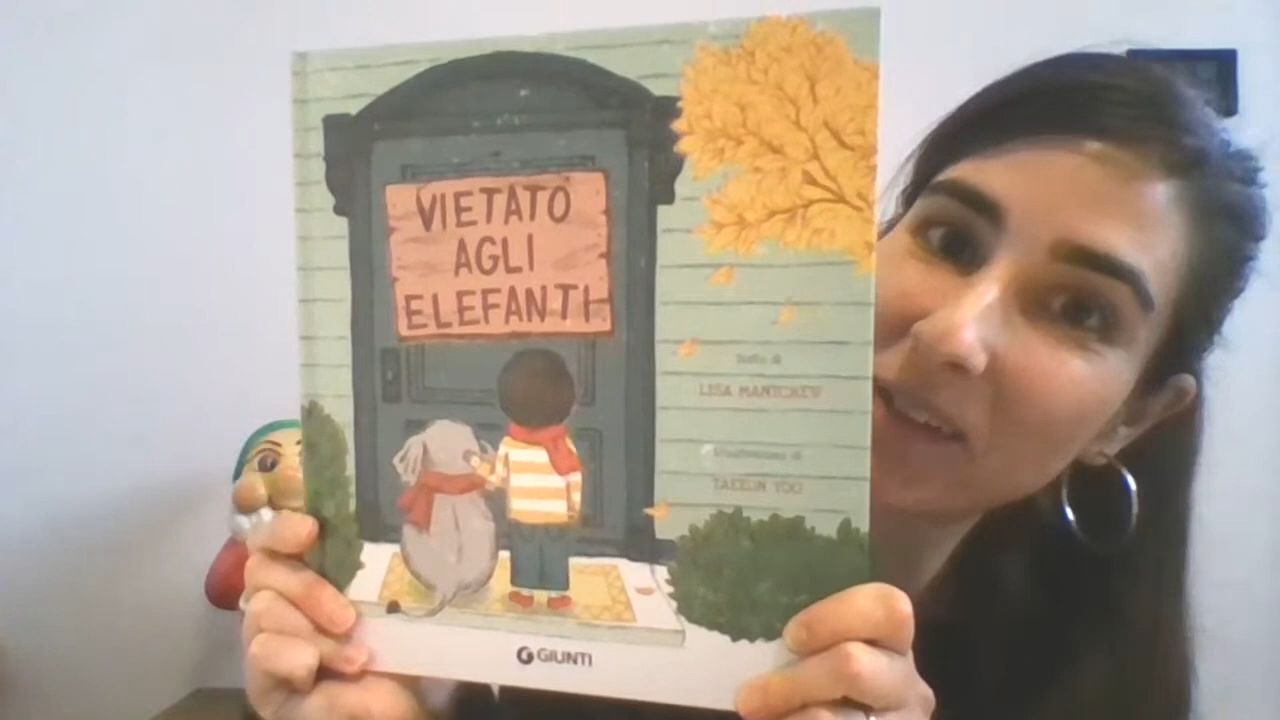 VIETATO
AGLI
ELEFANTI
LISA MANTCHEV
TAEEUN YOO
GIUNTI